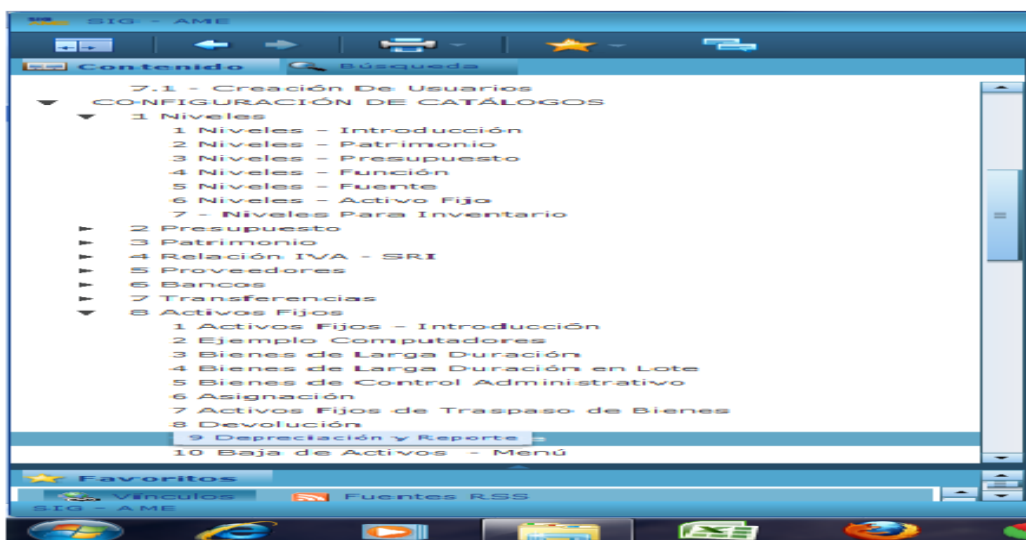 SIG - AME
Contenido Búsqueda
7.1 - Creación De Usuarios
CONFIGURACIÓN DE CATÁLOGOS
1 Niveles
1 Niveles - Introducción
2 Niveles - Patrimonio
3 Niveles - Presupuesto
4 Niveles - Función
5 Niveles - Fuente
6 Niveles - Activo Fijo
7 - Niveles Para Inventario
2 Presupuesto
3 Patrimonio
4 Relación IVA - SRI
5 Proveedores
6 Bancos
7 Transferencias
8 Activos Fijos
1 Activos Fijos - Introducción
2 Ejemplo Computadores
3 Bienes de Larga Duración
4 Bienes de Larga Duración en Lote
5 Bienes de Control Administrativo
6 Asignación
7 Activos Fijos de Traspaso de Bienes
8 Devolución
9 Depreciación y Reporte
10 Baja de Activos - Menú
Favoritos
Vínculos Fuentes RSS
SIG - AME